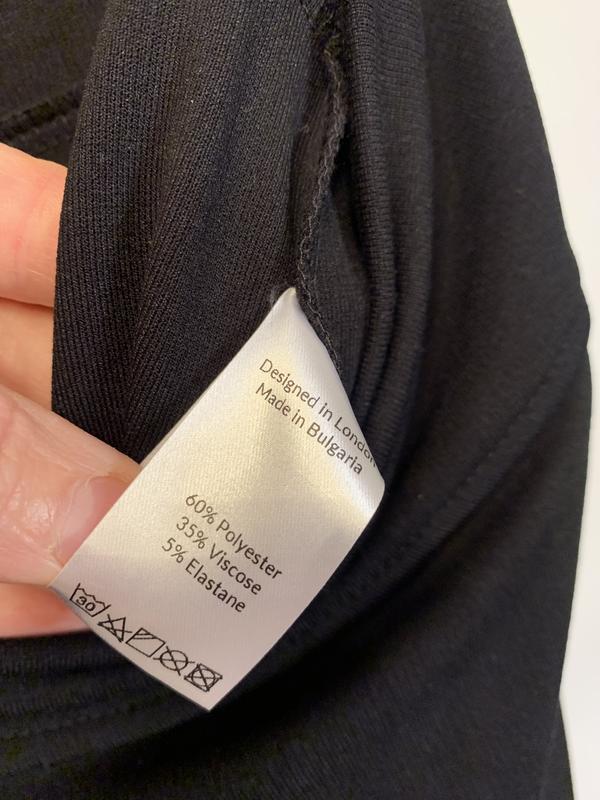 Designed in London
Made in Bulgaria
60% Polyester
35% Viscose
5% Elastane
30